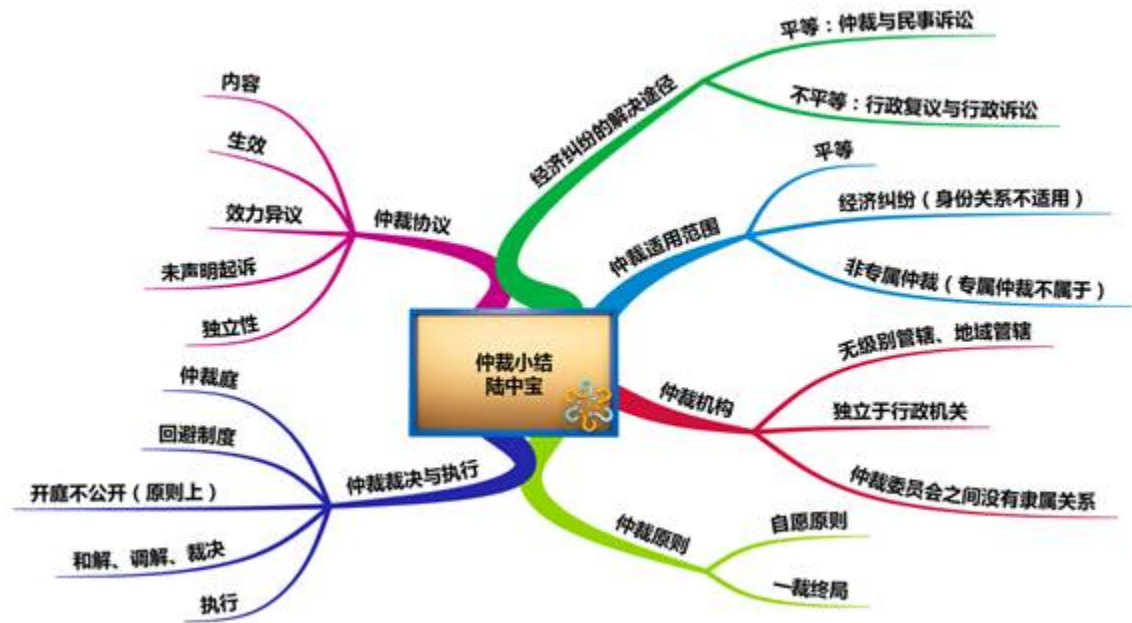 仲裁小结
陆中宝
经济纠纷的解决途径
平等：仲裁与民事诉讼
不平等：行政复议与行政诉讼
仲裁适用范围
平等
经济纠纷（身份关系不适用）
非专属仲裁（专属仲裁不属于）
仲裁机构
无级别管辖、地域管辖
独立于行政机关
仲裁委员会之间没有隶属关系
仲裁原则
自愿原则
一裁终局
仲裁裁决与执行
仲裁庭
回避制度
开庭不公开（原则上）
和解、调解、裁决
执行
仲裁协议
内容
生效
效力异议
未声明起诉
独立性